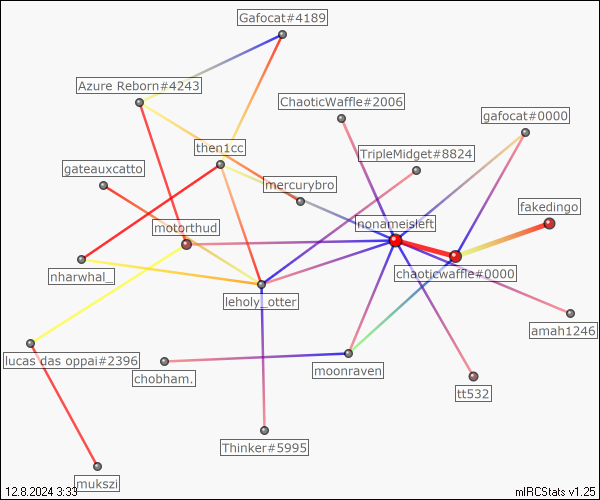 Gafocat#4189
Azure Reborn#4243
ChaoticWaffle#2006
gafocat#0000
then1cc
TripleMidget#8824
gateauxcatto
mercurybro
fakedingo
motorthud
nonameisleft
nharwhal_
chaoticwaffle#0000
leholy_otter
amah1246
lucas das oppai#2396
chobham.
moonraven
tt532
Thinker#5995
mukszi
12.8.2024 3:33
mIRCStats v1.25